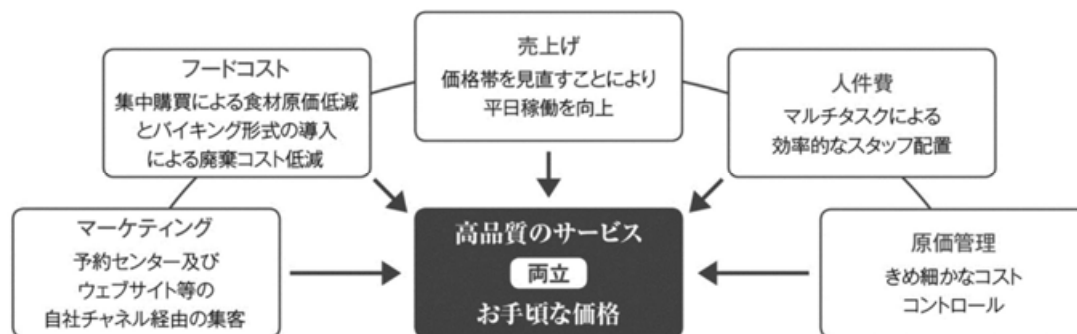 売上げ
価格帯を見直すことにより
平日稼働を向上
フードコスト
集中購買による食材原価低減
とバイキング形式の導入
による廃棄コスト低減
人件費
マルチタスクによる
効率的なスタッフ配置
マーケティング
予約センター及び
ウェブサイト等の
自社チャネル経由の集客
高品質のサービス
両立
お手頃な価格
原価管理
きめ細かなコスト
コントロール